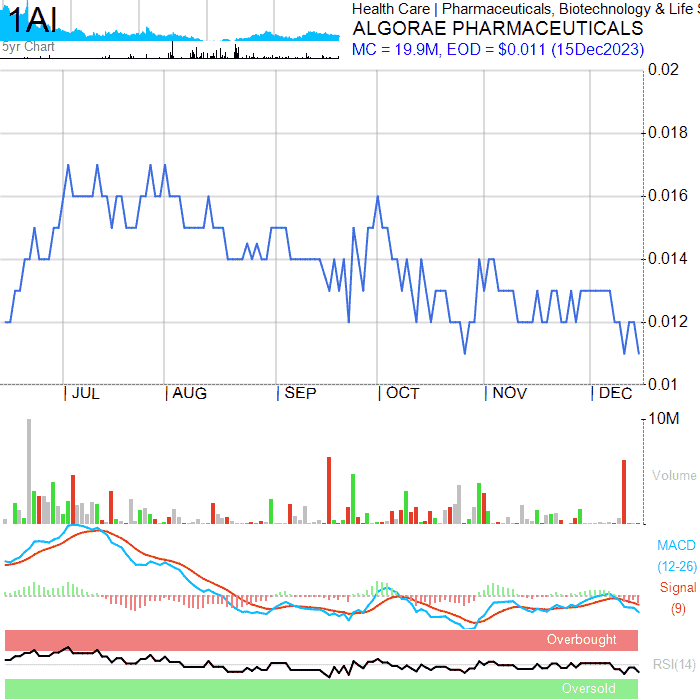 1AI
5yr Chart
Health Care | Pharmaceuticals, Biotechnology & Life S
ALGORAE PHARMACEUTICALS
MC = 19.9M, EOD = $0.011 (15Dec2023)
0.02
0.018
0.016
0.014
0.012
0.01
JUL AUG SEP OCT NOV DEC
10M
Volume
MACD
(12-26)
Signal
(9)
Overbought
RSI(14)
Oversold